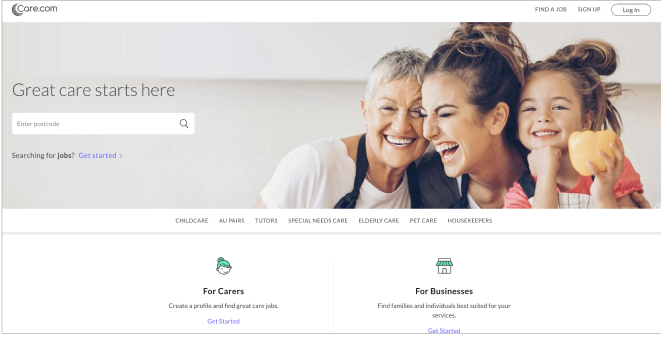 Care.com
FIND A JOB SIGN UP Log In
Great care starts here
Enter postcode
Searching for jobs? Get started ›
CHILDCARE AU PAIRS TUTORS SPECIAL NEEDS CARE ELDERLY CARE PET CARE HOUSEKEEPERS
For Carers
Create a profile and find great care jobs.
Get Started
For Businesses
Find families and individuals best suited for your
services.
Get Started